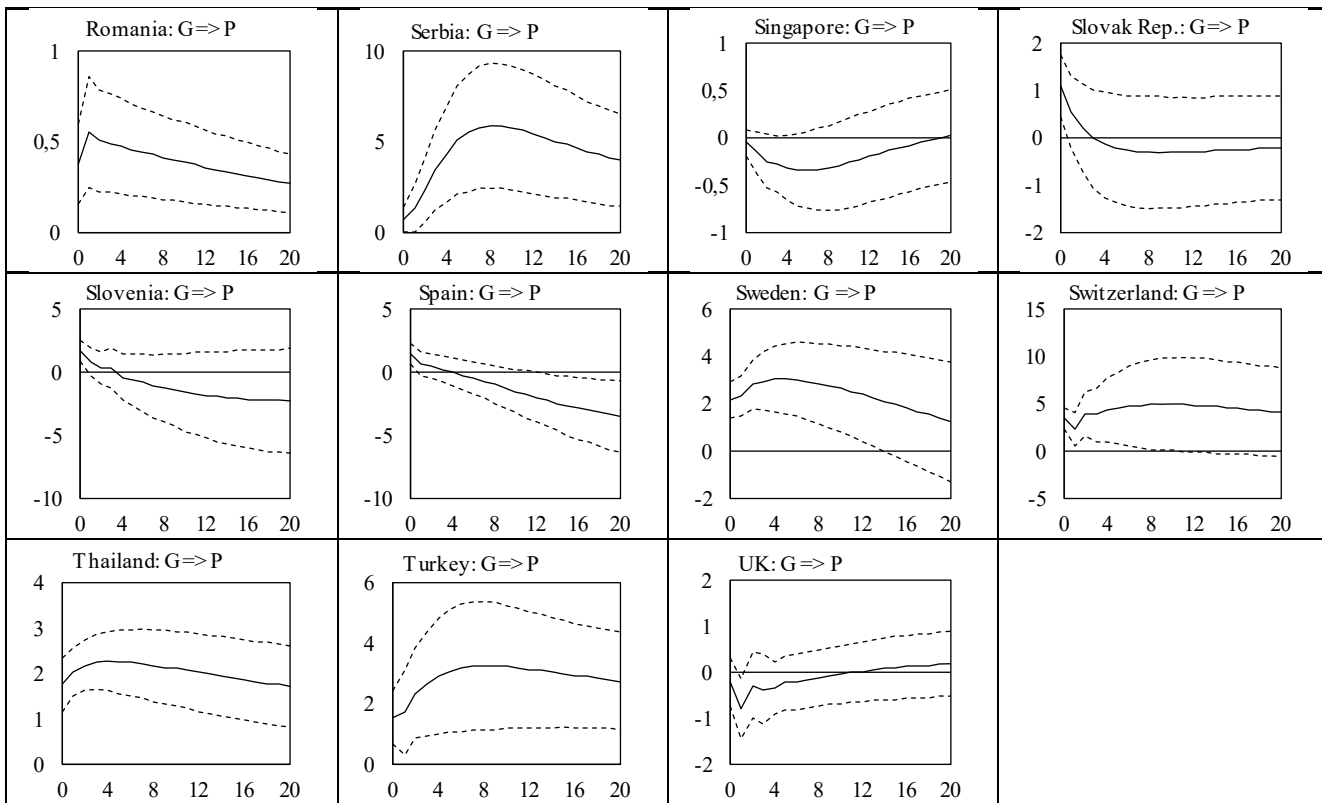 Romania: G=> P
1
0,5
0
0 4 8 12 16 20
Serbia: G=> P
10
5
0
0 4 8 12 16 20
Singapore: G=> P
1
0,5
0
-0,5
-1
0 4 8 12 16 20
Slovak Rep.: G=> P
2
1
0
-1
-2
0 4 8 12 16 20
Slovenia: G=> P
5
0
-5
-10
0 4 8 12 16 20
Spain: G=> P
5
0
-5
-10
0 4 8 12 16 20
Sweden: G=> P
6
4
2
0
-2
0 4 8 12 16 20
Switzerland: G=> P
15
10
5
0
-5
0 4 8 12 16 20
Thailand: G=> P
4
3
2
1
0
0 4 8 12 16 20
Turkey: G=> P
6
4
2
0
0 4 8 12 16 20
UK: G=> P
2
1
0
-1
-2
0 4 8 12 16 20